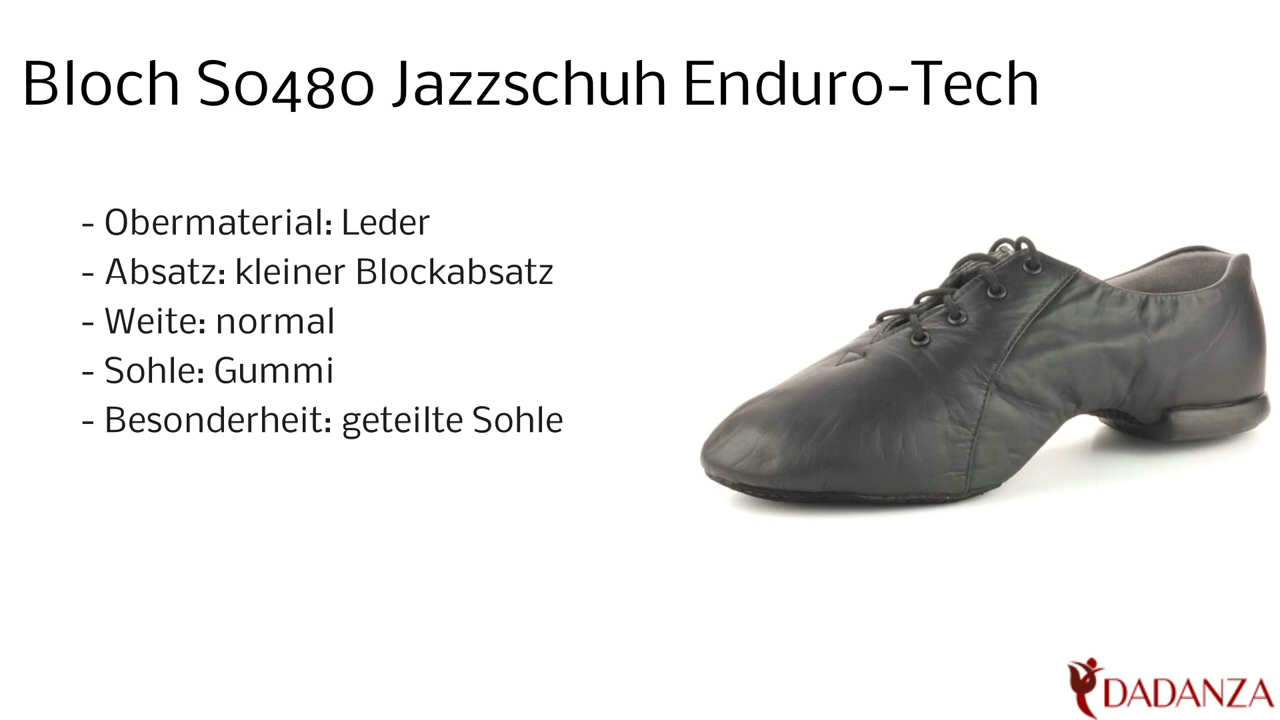 Bloch S0480 Jazzschuh Enduro-Tech
- Obermaterial: Leder
- Absatz: kleiner Blockabsatz
- Weite: normal
- Sohle: Gummi
- Besonderheit: geteilte Sohle
DADANZA